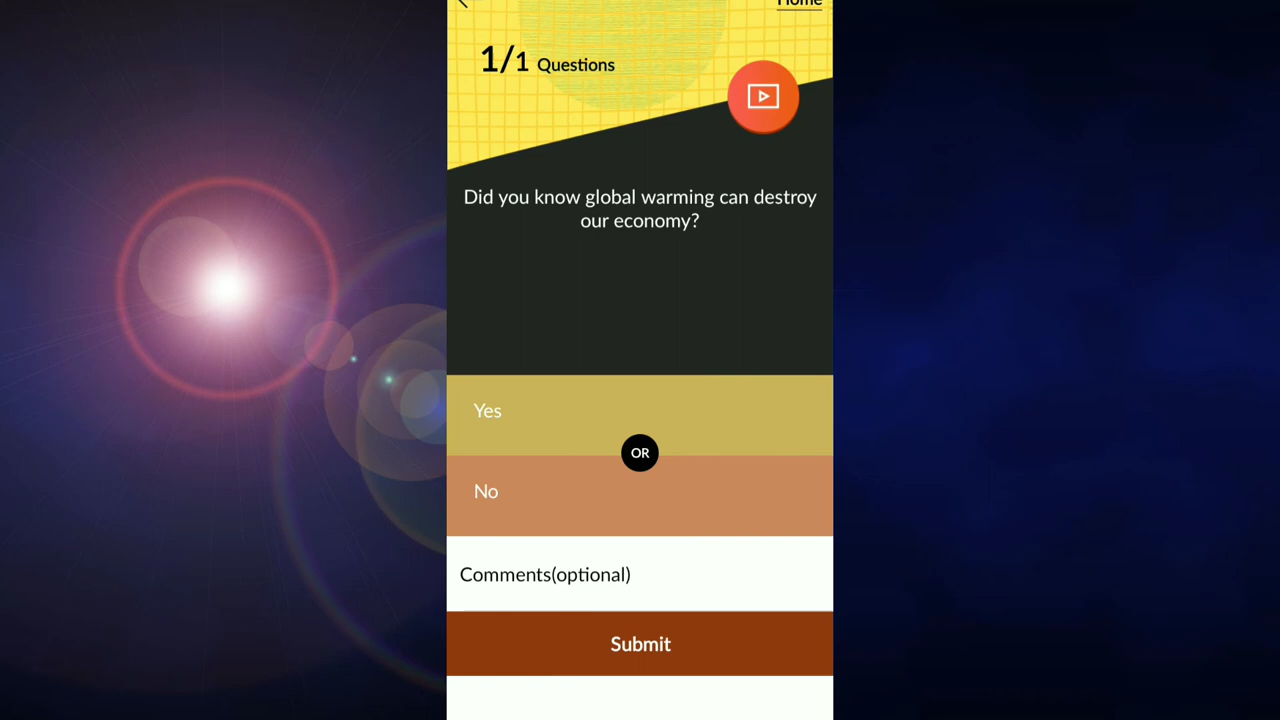 Home
1/1 Questions
Did you know global warming can destroy
our economy?
Yes
OR
No
Comments(optional)
Submit